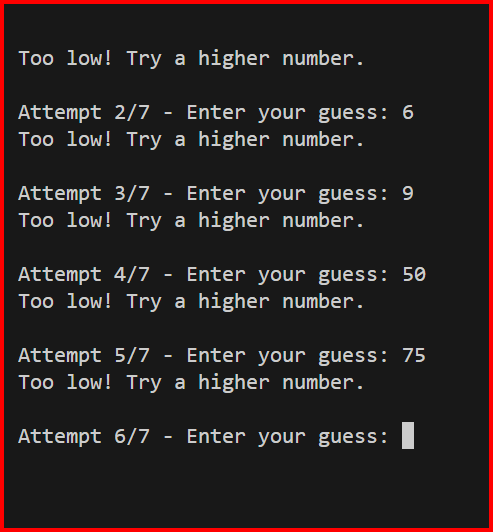 Too low! Try a higher number.
Attempt 2/7 - Enter your guess: 6
Too low! Try a higher number.
Attempt 3/7 - Enter your guess: 9
Too low! Try a higher number.
Attempt 4/7 - Enter your guess: 50
Too low! Try a higher number.
Attempt 5/7 - Enter your guess: 75
Too low! Try a higher number.
Attempt 6/7 - Enter your guess: